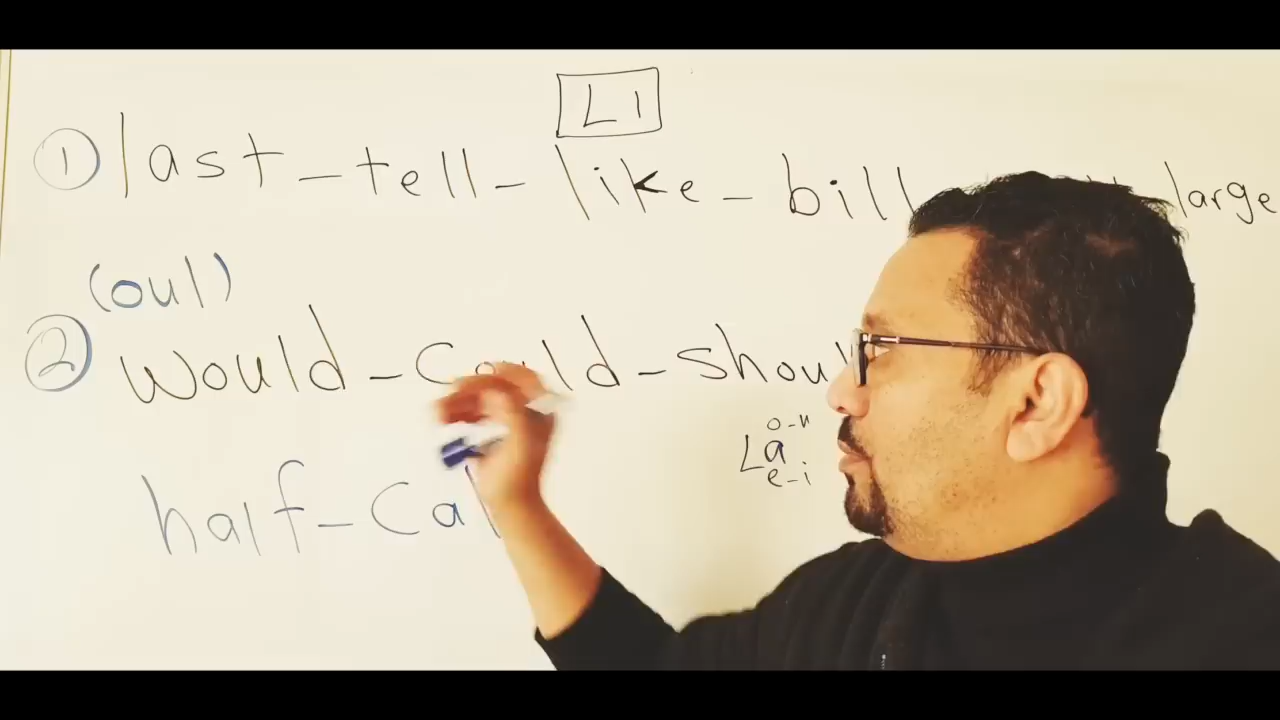 L1
① last - tell - like - bill - large
(oul)
② Would - Could - shoul
o - u
La
e - i
half - Cal